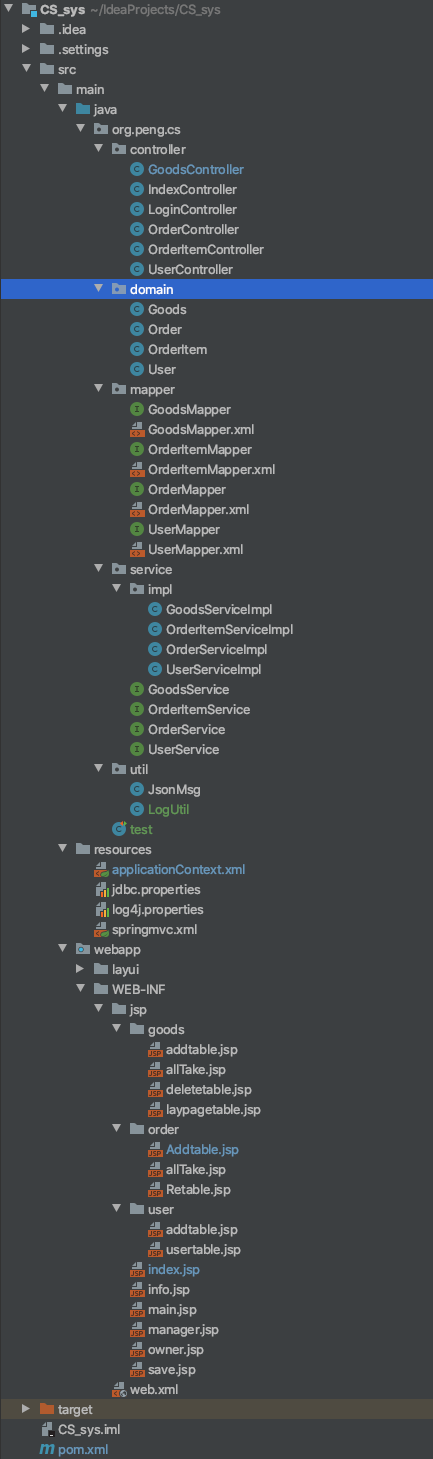 CS_sys ~/IdeaProjects/CS_sys
.idea
.settings
src
main
java
org.peng.cs
controller
GoodsController
IndexController
LoginController
OrderController
OrderItemController
UserController
domain
Goods
Order
OrderItem
User
mapper
GoodsMapper
GoodsMapper.xml
OrderItemMapper
OrderItemMapper.xml
OrderMapper
OrderMapper.xml
UserMapper
UserMapper.xml
service
impl
GoodsServiceImpl
OrderItemServiceImpl
OrderServiceImpl
UserServiceImpl
GoodsService
OrderItemService
OrderService
UserService
util
JsonMsg
LogUtil
test
resources
applicationContext.xml
jdbc.properties
log4j.properties
springmvc.xml
webapp
layui
WEB-INF
jsp
goods
addtable.jsp
allTake.jsp
deletetable.jsp
laypagetable.jsp
order
Addtable.jsp
allTake.jsp
Retable.jsp
user
addtable.jsp
usertable.jsp
index.jsp
info.jsp
main.jsp
manager.jsp
owner.jsp
save.jsp
web.xml
target
CS_sys.iml
pom.xml